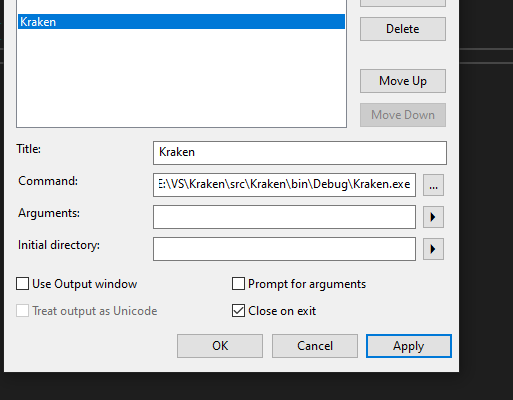 Kraken
Delete
Move Up
Move Down
Title:
Kraken
Command:
E:\VS\Kraken\src\Kraken\bin\Debug\Kraken.exe
...
Arguments:
Initial directory:
Use Output window
Prompt for arguments
Treat output as Unicode
Close on exit
OK
Cancel
Apply